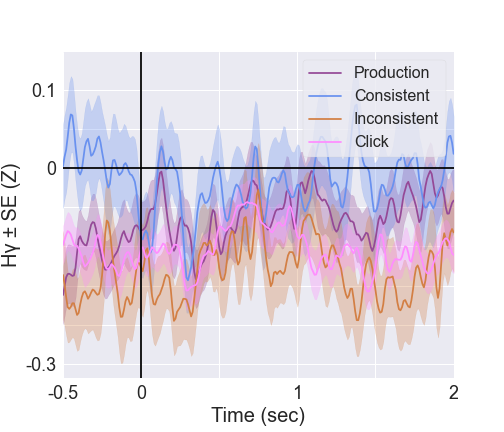 Production
Consistent
Inconsistent
Click
0.1
0
-0.3
Hγ ± SE (Z)
-0.5
0
1
2
Time (sec)